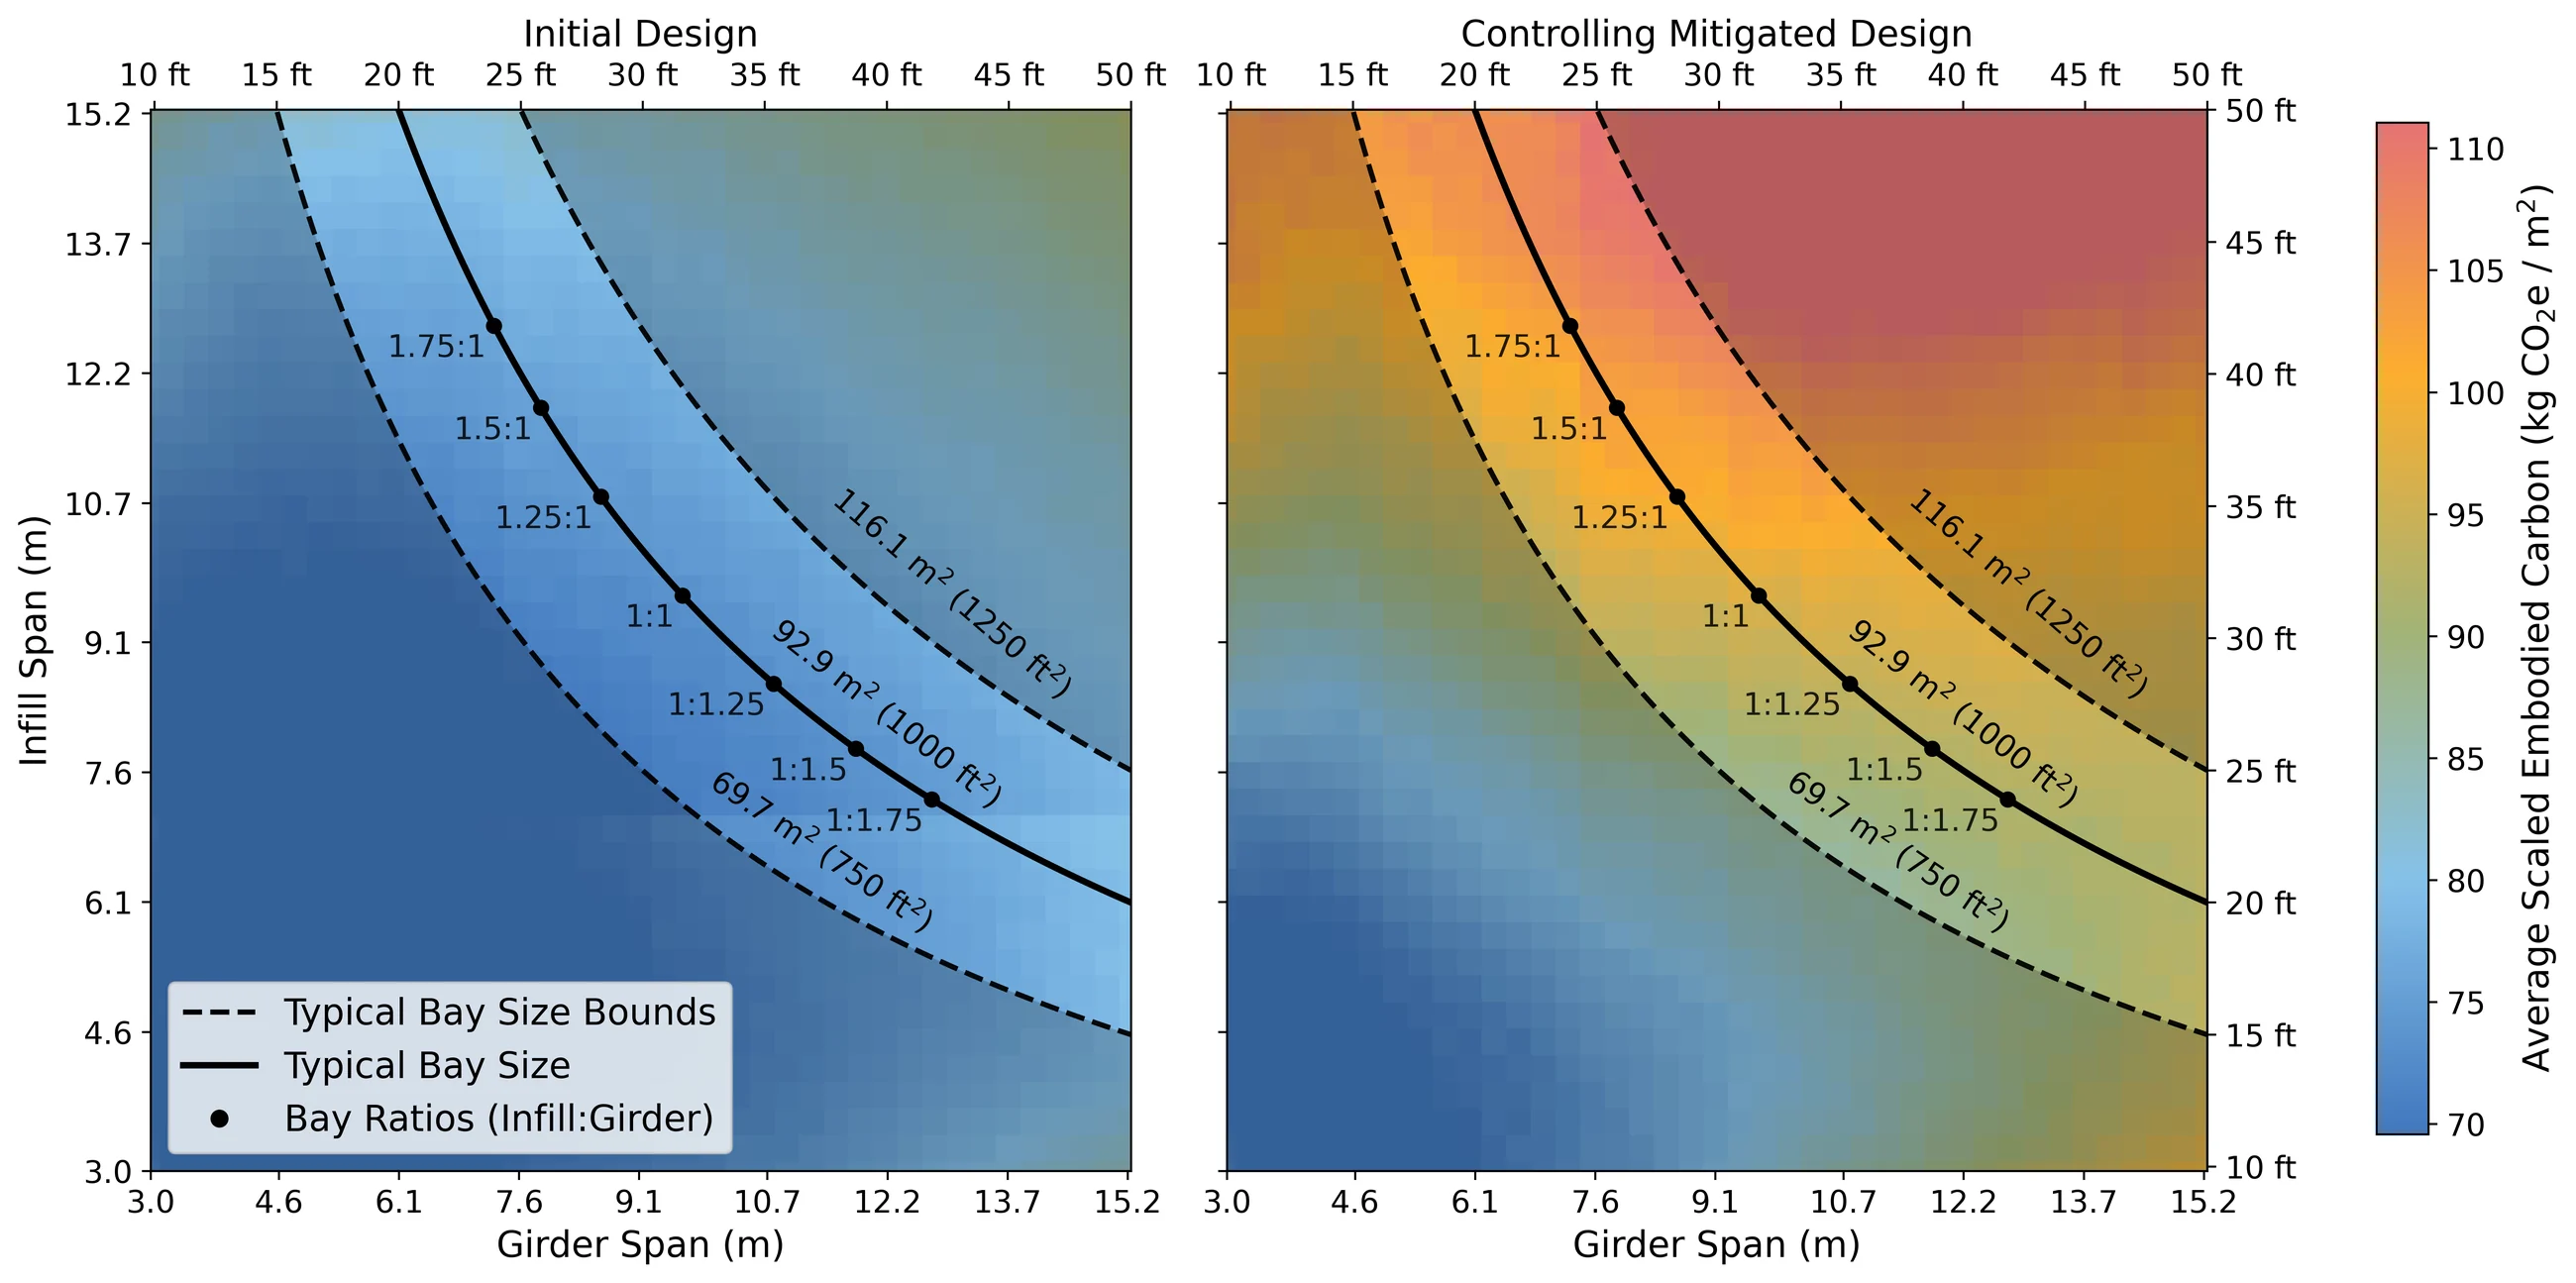 Initial Design
10 ft 15 ft 20 ft 25 ft 30 ft 35 ft 40 ft 45 ft 50 ft
15.2
13.7
12.2
10.7
9.1
7.6
6.1
4.6
3.0
Infill Span (m)
1.75:1
1.5:1
1.25:1
1:1
1:1.25
1:1.5
1:1.75
116.1 m² (1250 ft²)
92.9 m² (1000 ft²)
69.7 m² (750 ft²)
Typical Bay Size Bounds
Typical Bay Size
Bay Ratios (Infill:Girder)
3.0 4.6 6.1 7.6 9.1 10.7 12.2 13.7 15.2
Girder Span (m)
Controlling Mitigated Design
10 ft 15 ft 20 ft 25 ft 30 ft 35 ft 40 ft 45 ft 50 ft
1.75:1
1.5:1
1.25:1
1:1
1:1.25
1:1.5
1:1.75
116.1 m² (1250 ft²)
92.9 m² (1000 ft²)
69.7 m² (750 ft²)
50 ft
45 ft
40 ft
35 ft
30 ft
25 ft
20 ft
15 ft
10 ft
3.0 4.6 6.1 7.6 9.1 10.7 12.2 13.7 15.2
Girder Span (m)
110
105
100
95
90
85
80
75
70
Average Scaled Embodied Carbon (kg CO₂e / m²)